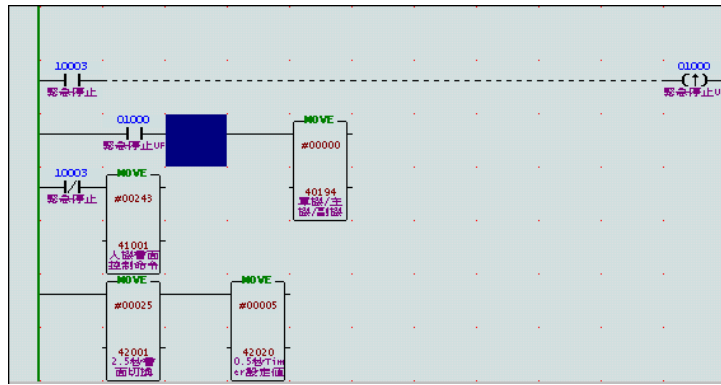 10003
01000
緊急停止
緊急停止U
01000
MOVE
緊急停止UP
#00000
10003
MOVE
40194
緊急停止
#00243
單機/主
機/副機
41001
人機畫面
控制命令
MOVE
MOVE
#00025
#00005
42001
42020
2.5秒/畫
面切換
0.5秒/Tim
er設定值